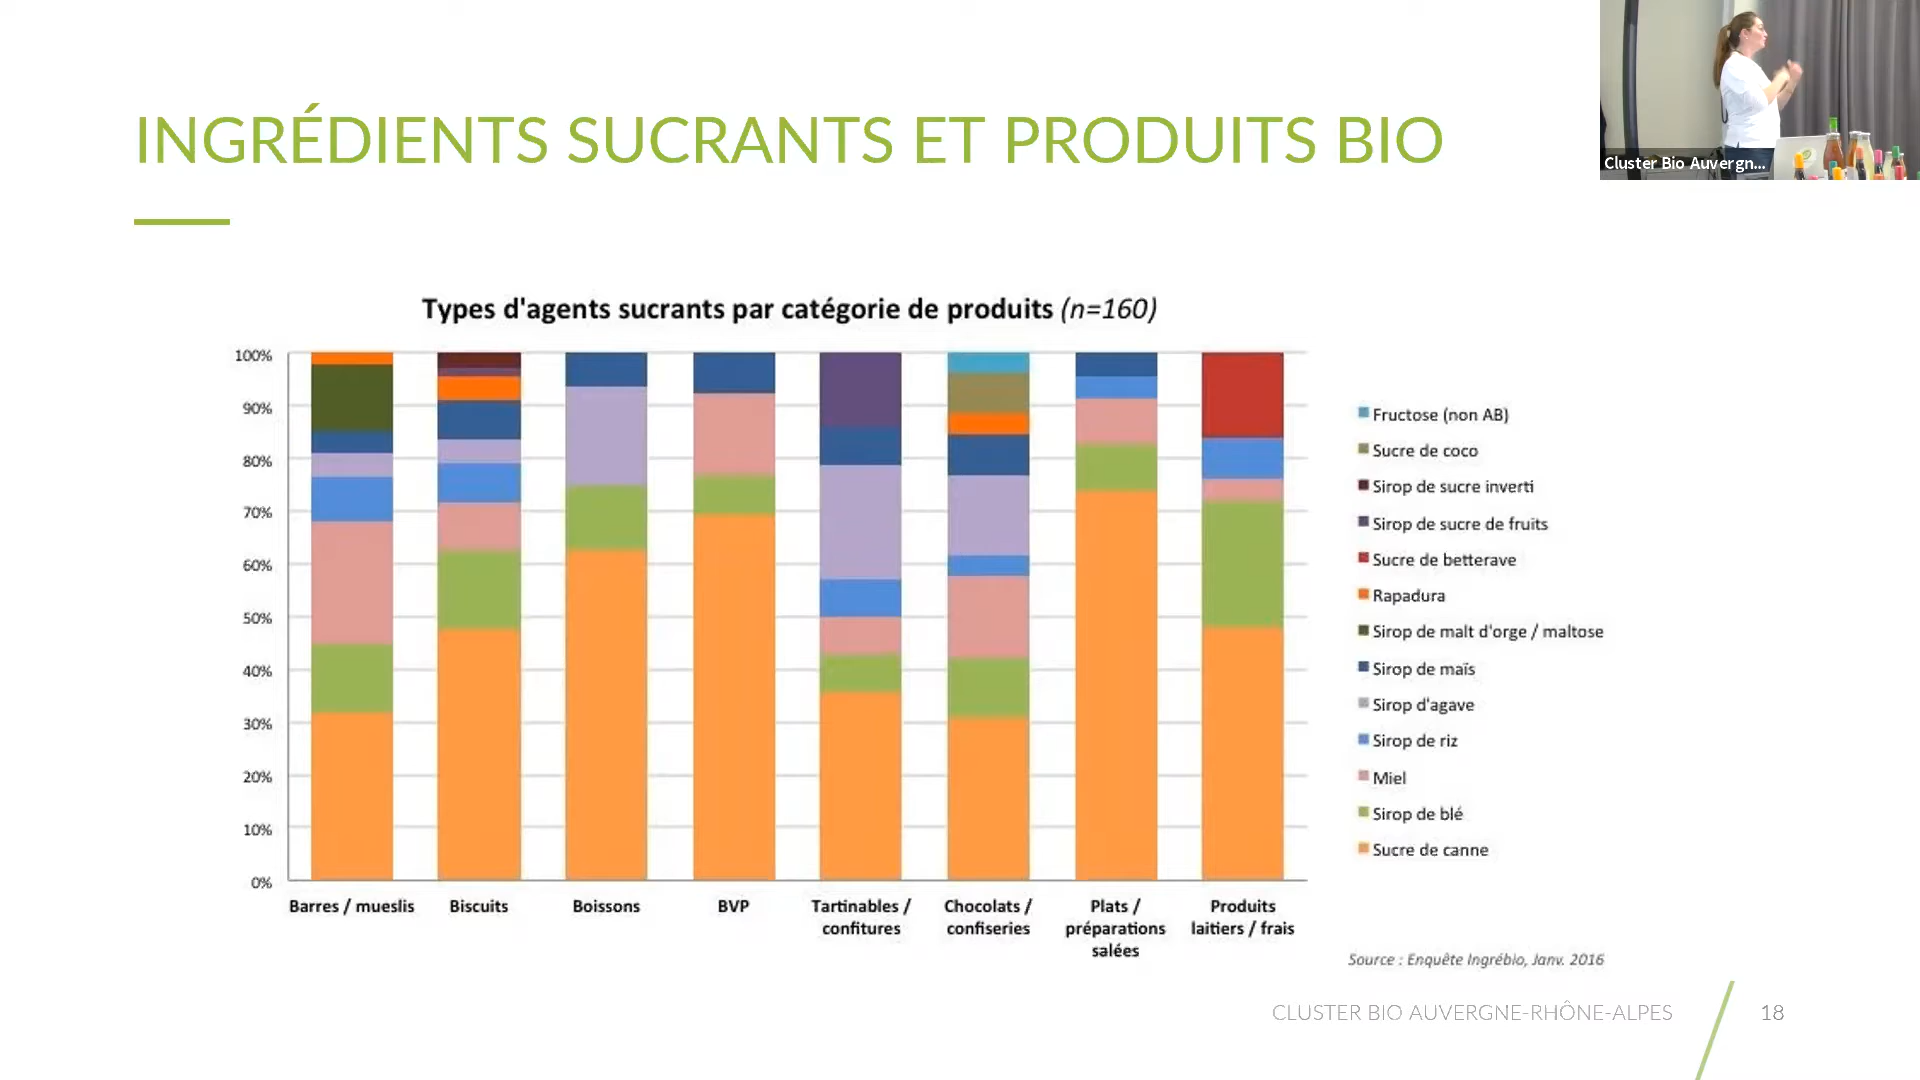 INGRÉDIENTS SUCRANTS ET PRODUITS BIO
Cluster Bio Auvergn...
Types d'agents sucrants par catégorie de produits (n=160)
100%
90%
80%
70%
60%
50%
40%
30%
20%
10%
0%
Barres / mueslis
Biscuits
Boissons
BVP
Tartinables /
confitures
Chocolats /
confiseries
Plats /
préparations
salées
Produits
laitiers / frais
Fructose (non AB)
Sucre de coco
Sirop de sucre inverti
Sirop de sucre de fruits
Sucre de betterave
Rapadura
Sirop de malt d'orge / maltose
Sirop de maïs
Sirop d'agave
Sirop de riz
Miel
Sirop de blé
Sucre de canne
Source : Enquête Ingrébio, Janv. 2016
CLUSTER BIO AUVERGNE-RHÔNE-ALPES
18